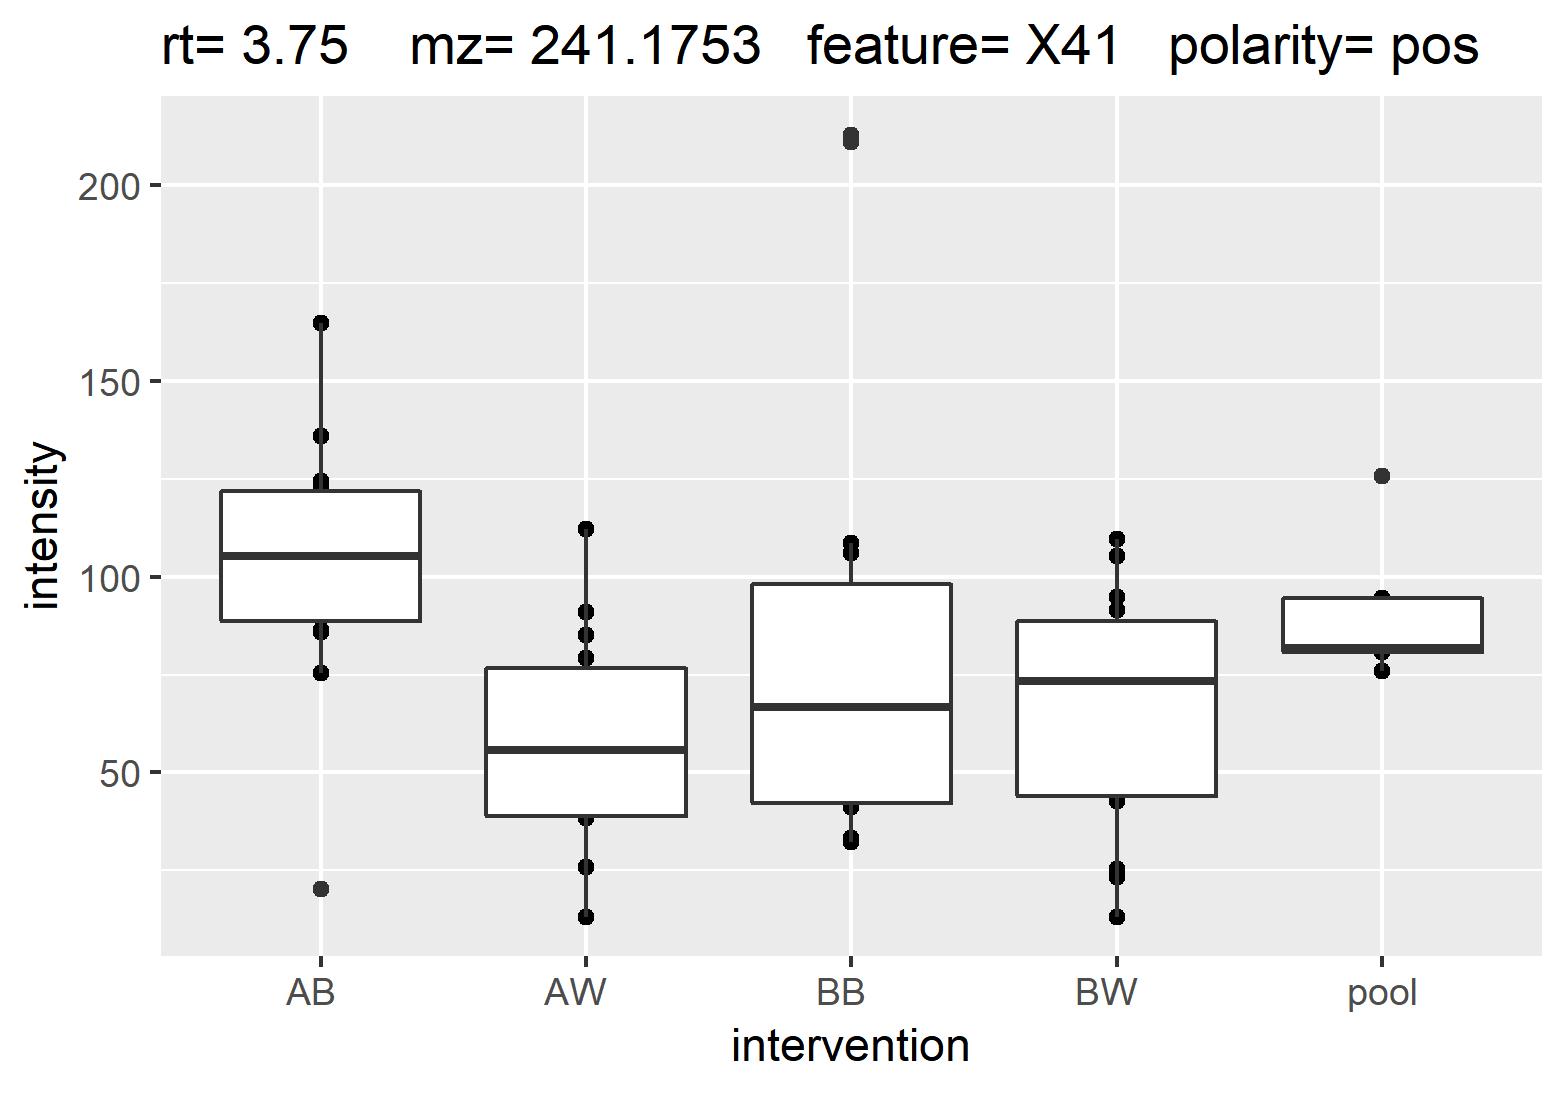 rt= 3.75 mz= 241.1753 feature= X41 polarity= pos
200
150
100
50
intensity
AB AW BB BW pool
intervention